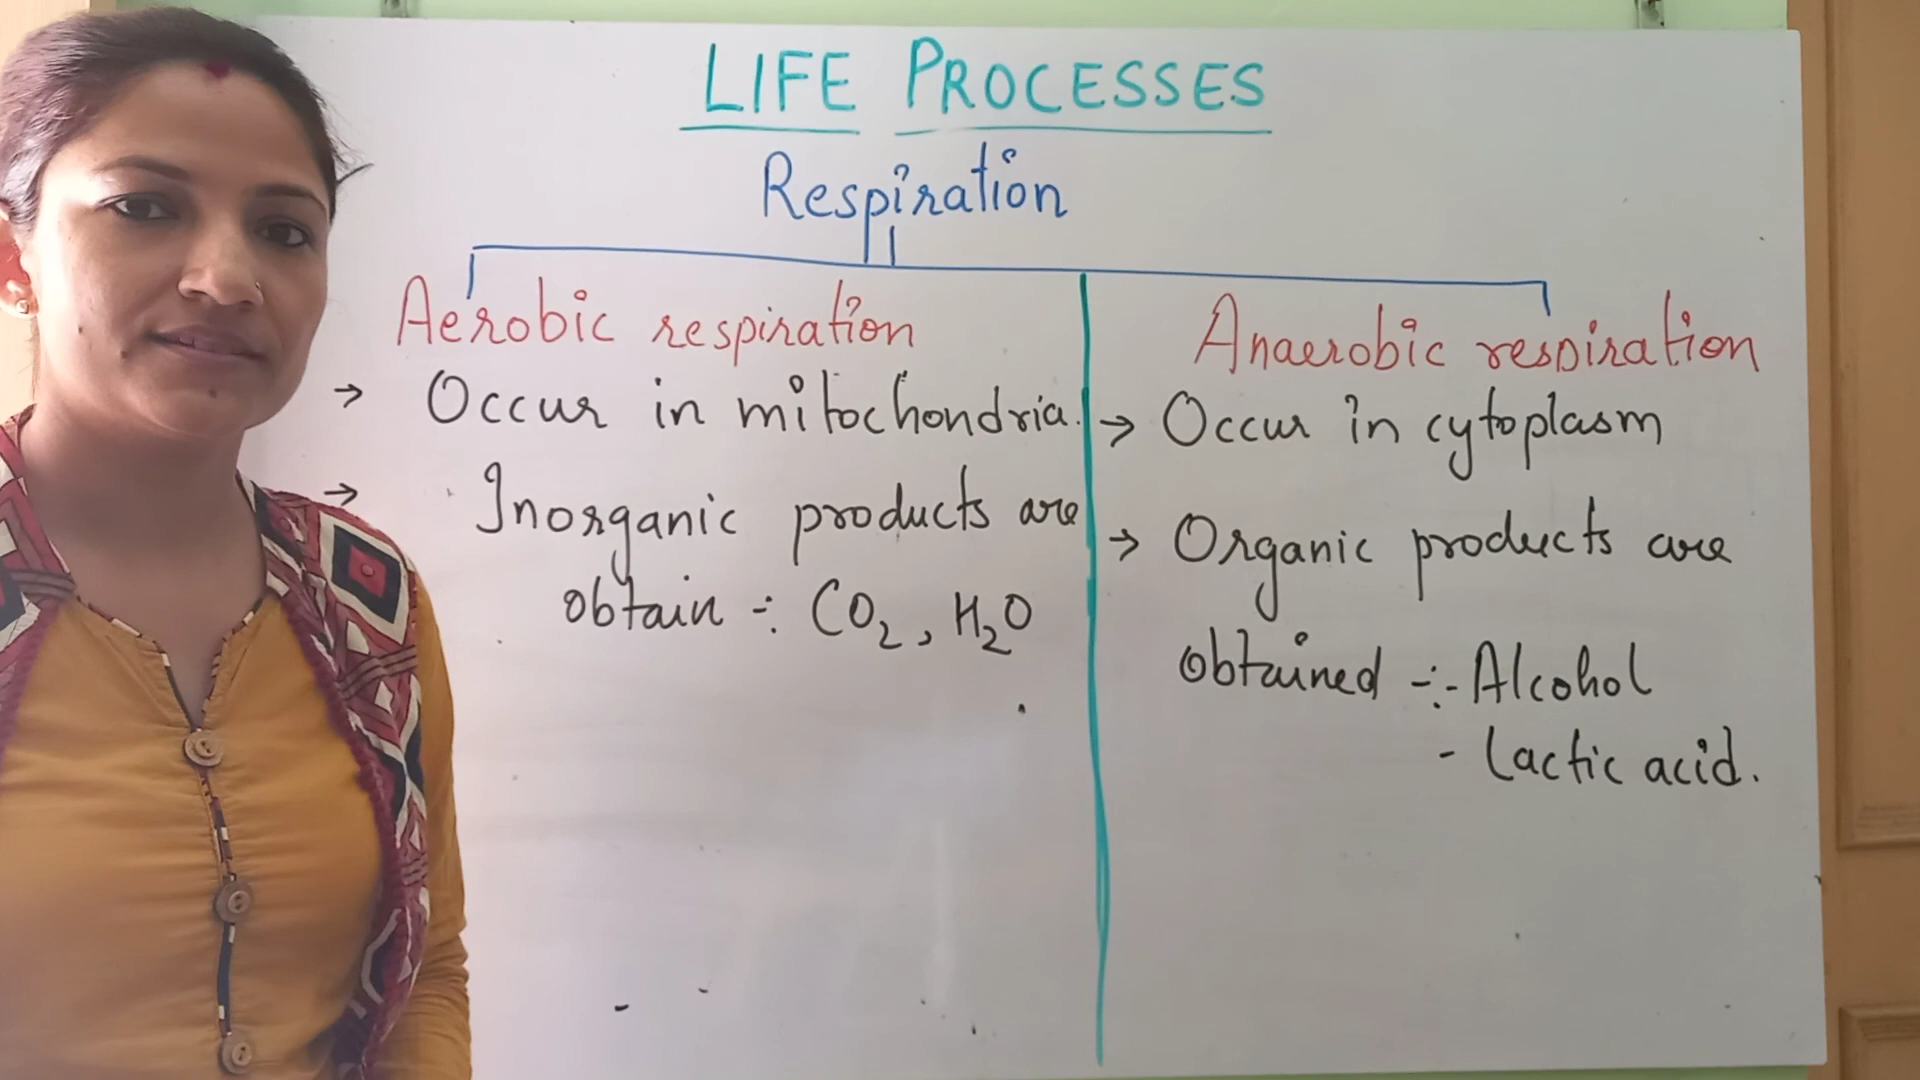 LIFE PROCESSES
Respiration
Aerobic respiration
→ Occur in mitochondria.
→ Inorganic products are
obtain ÷ CO₂, H₂O
Anaerobic respiration
→ Occur in cytoplasm
→ Organic products are
obtained ÷ - Alcohol
- Lactic acid.